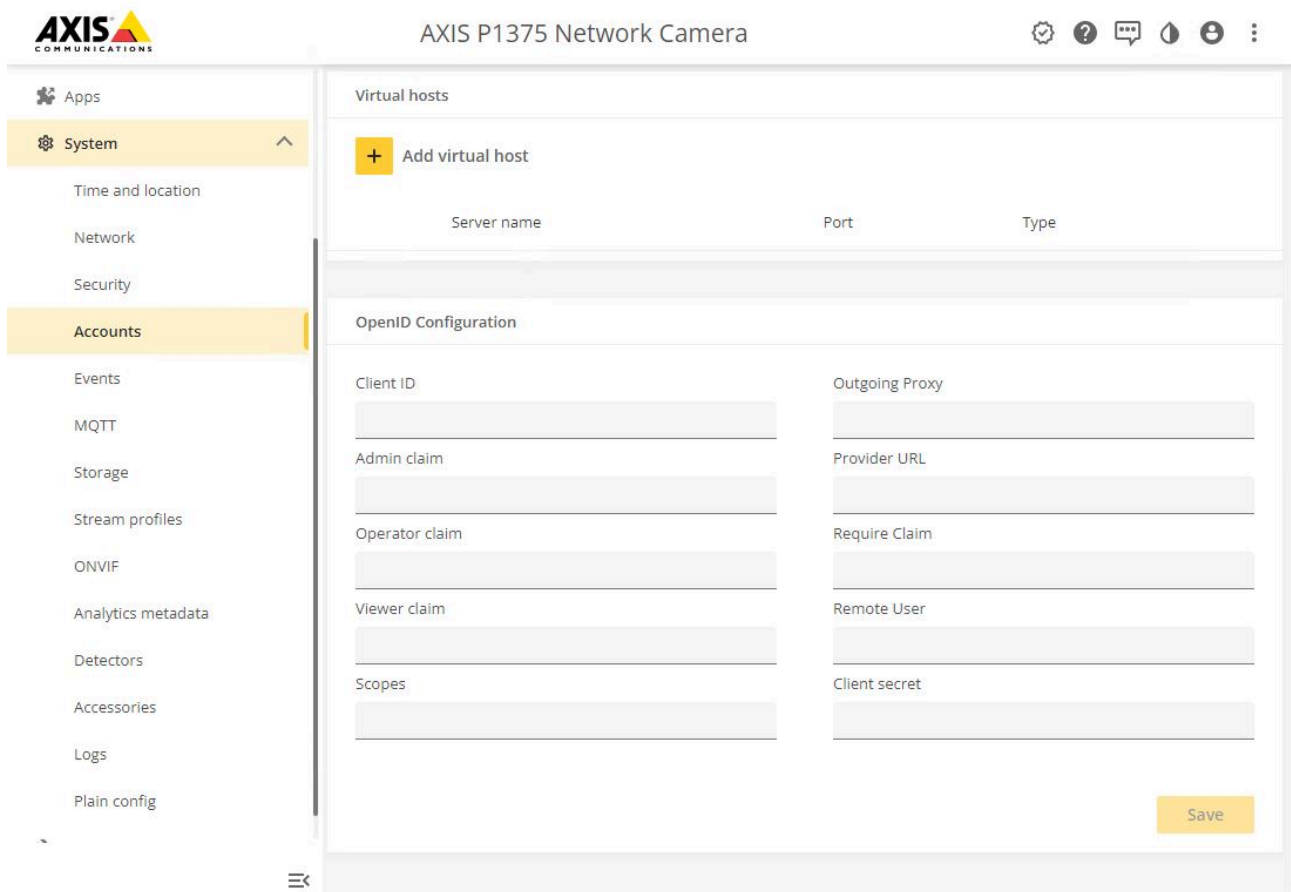 AXIS
COMMUNICATIONS
AXIS P1375 Network Camera
Apps
System
Time and location
Network
Security
Accounts
Events
MQTT
Storage
Stream profiles
ONVIF
Analytics metadata
Detectors
Accessories
Logs
Plain config
Virtual hosts
+ Add virtual host
Server name Port Type
OpenID Configuration
Client ID Outgoing Proxy
Admin claim Provider URL
Operator claim Require Claim
Viewer claim Remote User
Scopes Client secret
Save